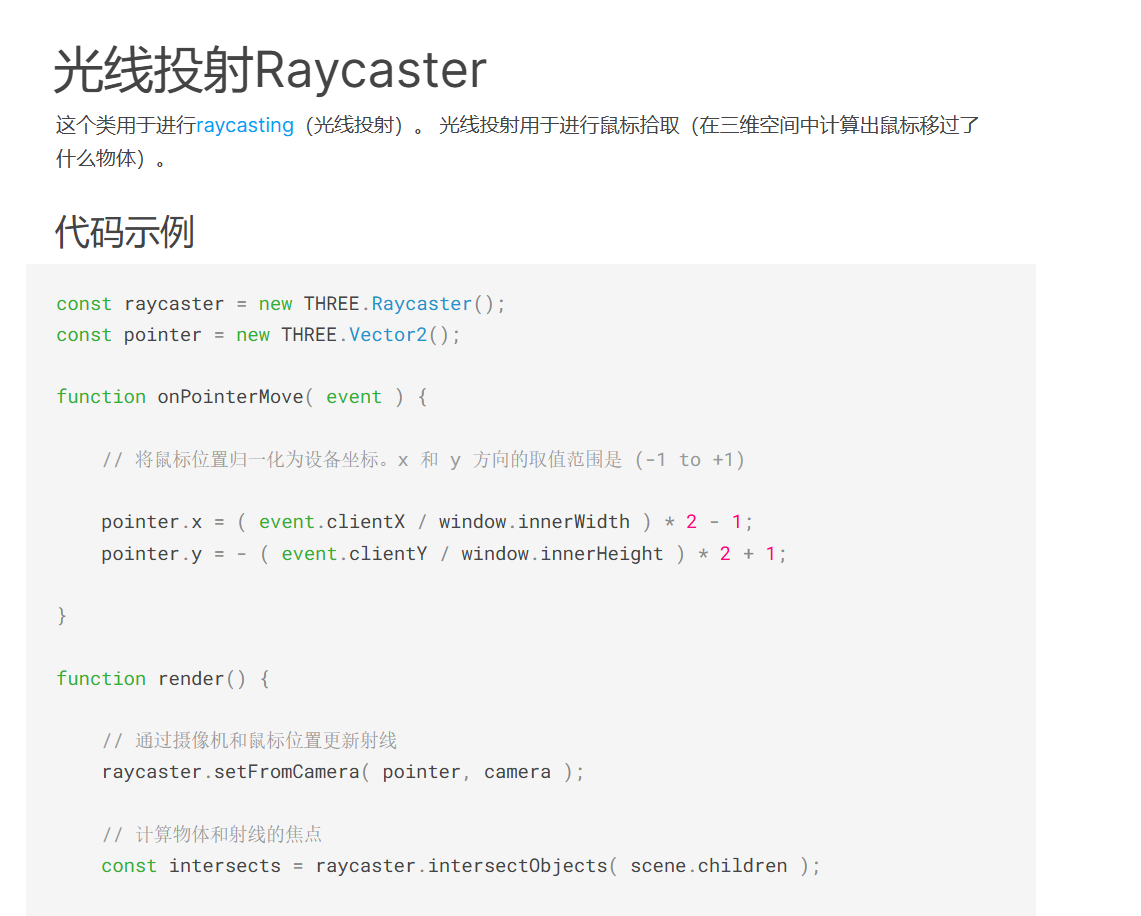 光线投射Raycaster
这个类用于进行raycasting（光线投射）。 光线投射用于进行鼠标拾取（在三维空间中计算出鼠标移过了
什么物体）。
代码示例
const raycaster = new THREE.Raycaster();
const pointer = new THREE.Vector2();
function onPointerMove( event ) {
// 将鼠标位置归一化为设备坐标。x 和 y 方向的取值范围是 (-1 to +1)
pointer.x = ( event.clientX / window.innerWidth ) * 2 - 1;
pointer.y = - ( event.clientY / window.innerHeight ) * 2 + 1;
}
function render() {
// 通过摄像机和鼠标位置更新射线
raycaster.setFromCamera( pointer, camera );
// 计算物体和射线的焦点
const intersects = raycaster.intersectObjects( scene.children );